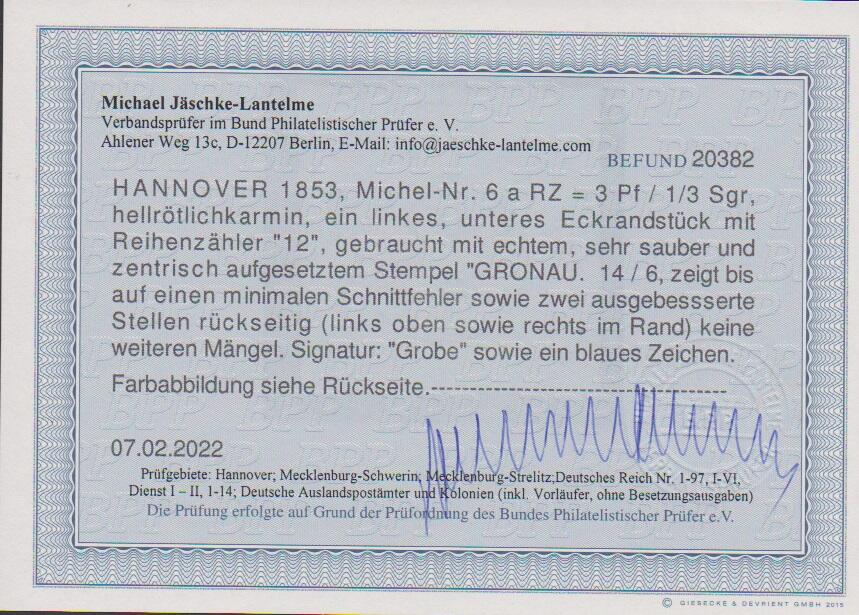 Michael Jäschke-Lantelme
Verbandsprüfer im Bund Philatelistischer Prüfer e. V.
Ahlener Weg 13c, D-12207 Berlin, E-Mail: info@jaeschke-lantelme.com
BEFUND 20382
HANNOVER 1853, Michel-Nr. 6 a RZ = 3 Pf / 1/3 Sgr,
hellrötlichkarmin, ein linkes, unteres Eckrandstück mit
Reihenzähler "12", gebraucht mit echtem, sehr sauber und
zentrisch aufgesetztem Stempel "GRONAU. 14 / 6, zeigt bis
auf einen minimalen Schnittfehler sowie zwei ausgebessserte
Stellen rückseitig (links oben sowie rechts im Rand) keine
weiteren Mängel. Signatur: "Grobe" sowie ein blaues Zeichen.
Farbabbildung siehe Rückseite.-----------------------------------
07.02.2022
Prüfgebiete: Hannover; Mecklenburg-Schwerin; Mecklenburg-Strelitz;Deutsches Reich Nr. 1-97, I-VI,
Dienst I – II, 1-14; Deutsche Auslandspostämter und Kolonien (inkl. Vorläufer, ohne Besetzungsausgaben)
Die Prüfung erfolgte auf Grund der Prüfordnung des Bundes Philatelistischer Prüfer e.V.
© GIESECKE & DEVRIENT GMBH 2015